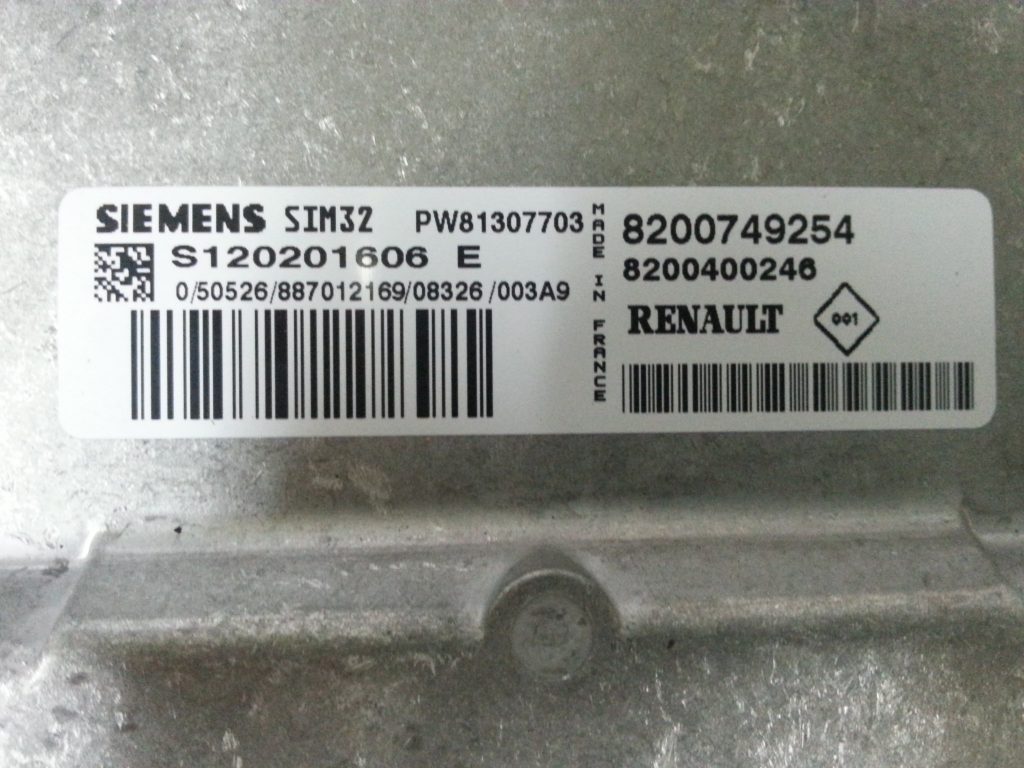 SIEMENS SIM32 PW81307703
S120201606 E
0/50526/887012169/08326/003A9
MADE IN FRANCE
8200749254
8200400246
RENAULT 001